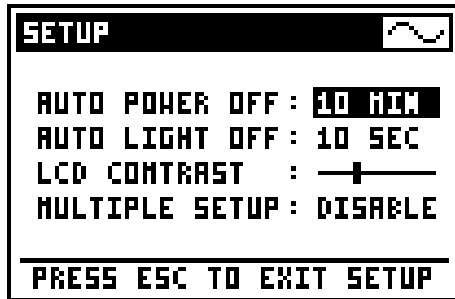 SETUP
AUTO POWER OFF: 10 MIN
AUTO LIGHT OFF: 10 SEC
LCD CONTRAST :
MULTIPLE SETUP: DISABLE
PRESS ESC TO EXIT SETUP